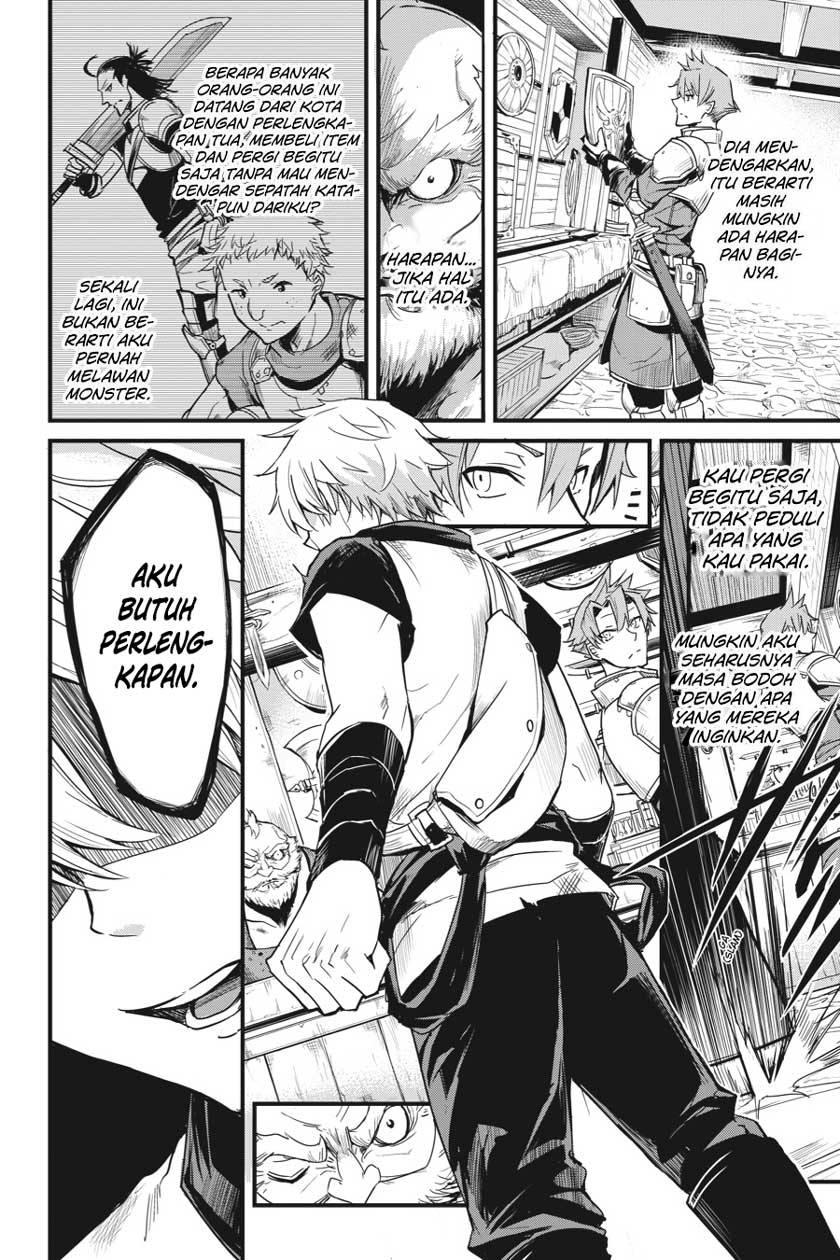 DIA MEN-
DENGARKAN,
ITU BERARTI
MASIH
MUNGKIN
ADA HARA-
PAN BAGI-
NYA.
HARAPAN...
JIKA HAL
ITU ADA.
BERAPA BANYAK
ORANG-ORANG INI
DATANG DARI KOTA
DENGAN PERLENGKA-
PAN TUA, MEMBELI ITEM
DAN PERGI BEGITU
SAJA TANPA MAU MEN-
DENGAR SEPATAH KATA-
PUN DARIKU?
SEKALI
LAGI, INI
BUKAN BE-
RARTI AKU
PERNAH
MELAWAN
MONSTER.
KAU PERGI
BEGITU SAJA,
TIDAK PEDULI
APA YANG
KAU PAKAI.
MUNGKIN AKU
SEHARUSNYA
MASA BODOH
DENGAN APA
YANG MEREKA
INGINKAN.
AKU
BUTUH
PERLENG-
KAPAN.